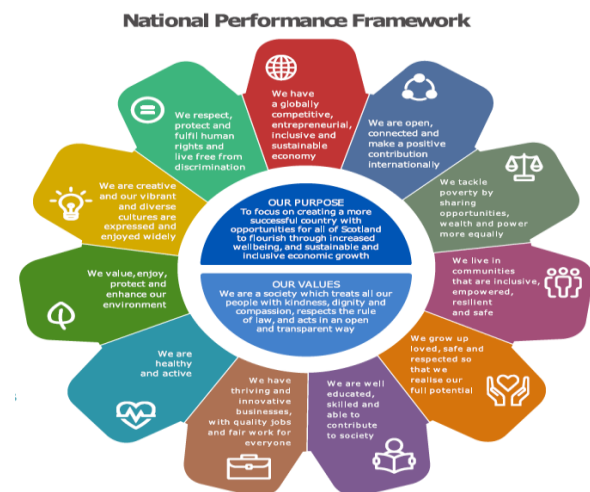 National Performance Framework
We have
a globally
competitive,
entrepreneurial,
inclusive and
sustainable
economy
We are open,
connected and
make a positive
contribution
internationally
We tackle
poverty by
sharing
opportunities,
wealth and power
more equally
We live in
communities
that are inclusive,
empowered,
resilient
and safe
We grow up
loved, safe and
respected so
that we
realise our
full potential
We are well
educated,
skilled and
able to
contribute
to society
We have
thriving and
innovative
businesses,
with quality jobs
and fair work for
everyone
We are
healthy
and active
We value, enjoy,
protect and
enhance our
environment
We are creative
and our vibrant
and diverse
cultures are
expressed and
enjoyed widely
We respect,
protect and
fulfil human
rights and
live free from
discrimination
OUR PURPOSE
To focus on creating a more
successful country with
opportunities for all of Scotland
to flourish through increased
wellbeing, and sustainable and
inclusive economic growth
OUR VALUES
We are a society which treats all our
people with kindness, dignity and
compassion, respects the rule
of law, and acts in an open
and transparent way